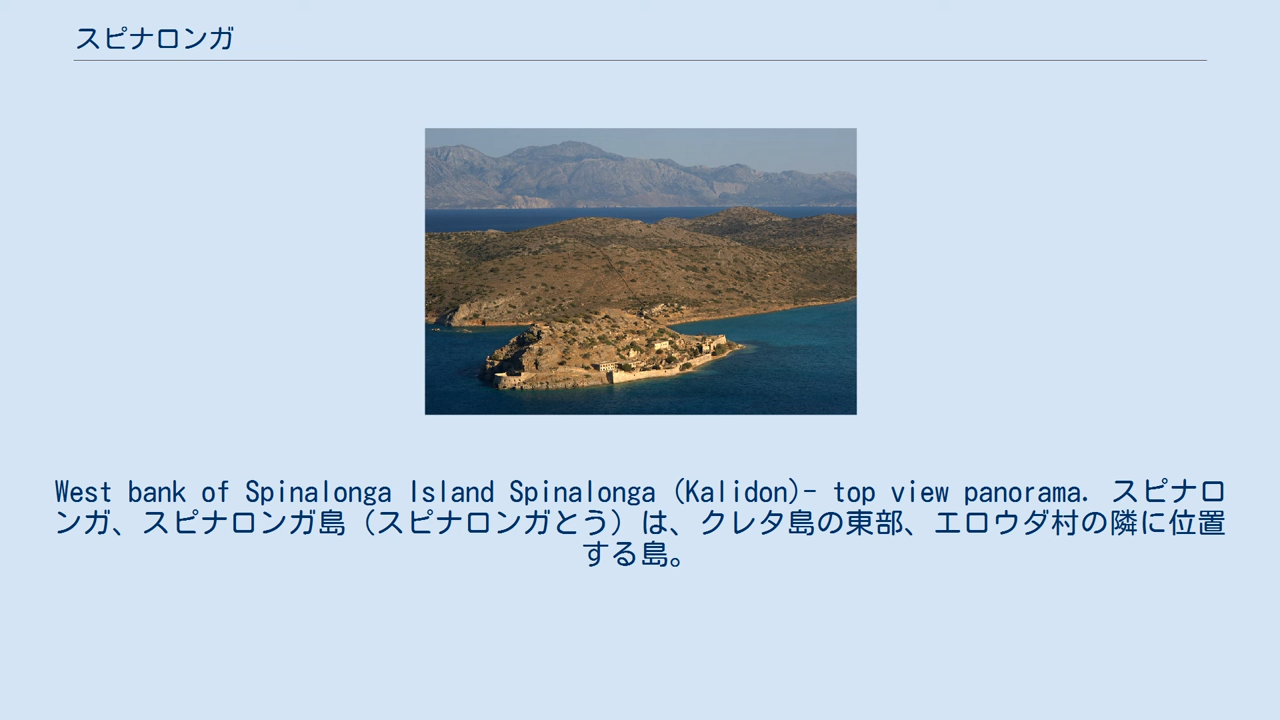 スピナロンガ
West bank of Spinalonga Island Spinalonga (Kalidon)- top view panorama. スピナロ
ンガ、スピナロンガ島（スピナロンガとう）は、クレタ島の東部、エロウダ村の隣に位置
する島。